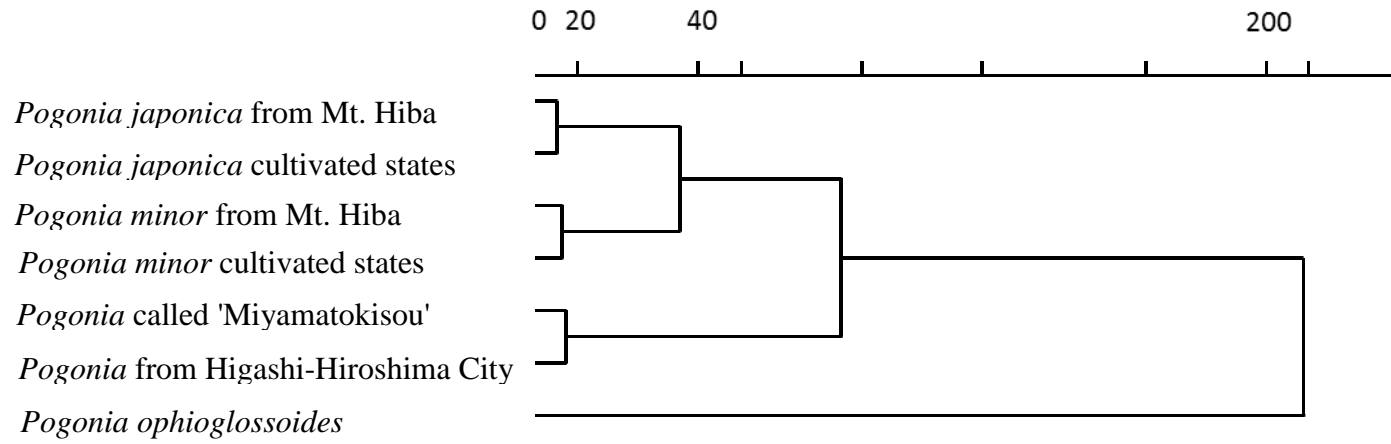 0 20 40 200
Pogonia japonica from Mt. Hiba
Pogonia japonica cultivated states
Pogonia minor from Mt. Hiba
Pogonia minor cultivated states
Pogonia called 'Miyamatokisou'
Pogonia from Higashi-Hiroshima City
Pogonia ophioglossoides